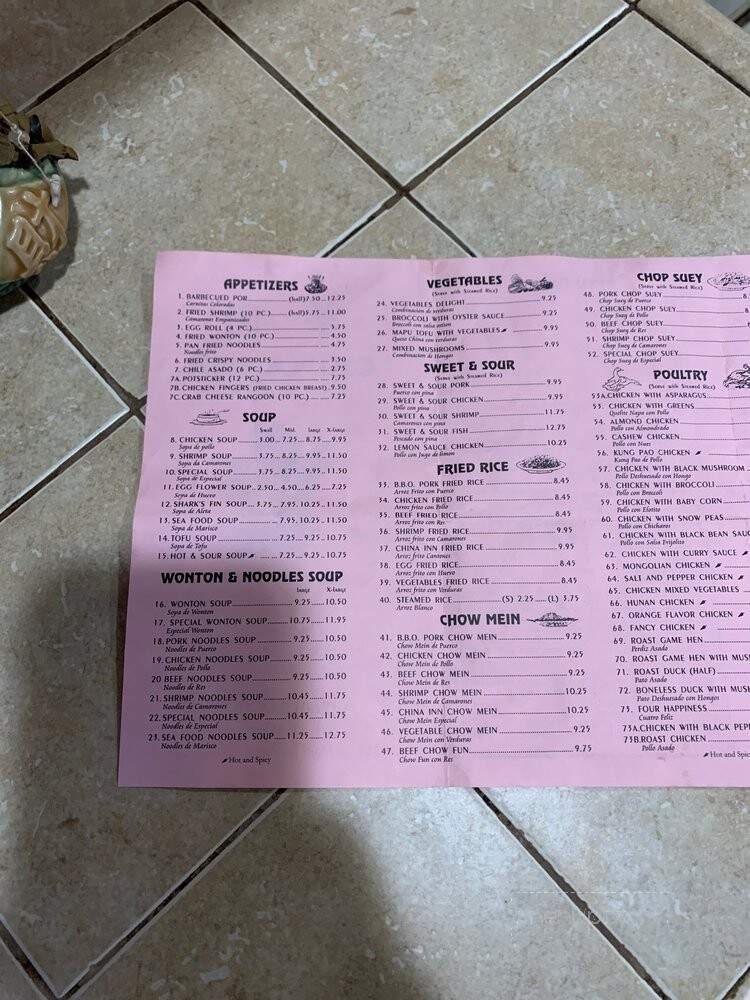 APPETIZERS
1. BARBECUED POR (half) 7.50 12.25
Carnitas Coloradas
2. FRIED SHRIMP (10 PC.) (half) 5.75 11.00
Camarones Empanizados
3. EGG ROLL (4 PC.) 5.75
4. FRIED WONTON (10 PC.) 4.50
5. PAN FRIED NOODLES 4.75
Noodles frito
6. FRIED CRISPY NOODLES 3.50
7. CHILE ASADO (6 PC.) 2.75
7A. POTSTICKER (12 PC.) 7.75
7B. CHICKEN FINGERS (FRIED CHICKEN BREAST) 9.50
7C. CRAB CHEESE RANGOON (10 PC.) 7.25
SOUP
Small Mid. Large X-Large
8. CHICKEN SOUP 3.00 7.25 8.75 9.95
Sopa de pollo
9. SHRIMP SOUP 3.75 8.25 9.95 11.50
Sopa da Camarones
10. SPECIAL SOUP 3.75 8.25 9.95 11.50
Sopa de Especial
11. EGG FLOWER SOUP 2.50 4.50 6.25 7.25
Sopa de Huevo
12. SHARK'S FIN SOUP 3.75 7.95 10.25 11.50
Sopa de Aleta
13. SEA FOOD SOUP 7.95 10.25 11.50
Sopa de Marisco
14. TOFU SOUP 7.25 9.25 10.75
Sopa de Tofu
15. HOT & SOUR SOUP 7.25 9.25 10.75
WONTON & NOODLES SOUP
Large X-Large
16. WONTON SOUP 9.25 10.50
Sopa de Wonton
17. SPECIAL WONTON SOUP 10.75 11.95
Especial Wonton
18. PORK NOODLES SOUP 9.25 10.50
Noodles de Puerco
19. CHICKEN NOODLES SOUP 9.25 10.50
Noodles de Pollo
20 BEEF NOODLES SOUP 9.25 10.50
Noodles de Res
21. SHRIMP NOODLES SOUP 10.45 11.75
Noodles de Camarones
22. SPECIAL NOODLES SOUP 10.45 11.75
Noodles de Especial
23. SEA FOOD NOODLES SOUP 11.25 12.75
Noodles de Marisco
Hot and Spicy
VEGETABLES
(Serve with Steamed Rice)
24. VEGETABLES DELIGHT 9.25
Combinacion de verduras
25. BROCCOLI WITH OYSTER SAUCE 9.25
Broccoli con salsa ostion
26. MAPU TOFU WITH VEGETABLES 9.95
Queso China con verduras
27. MIXED MUSHROOMS 9.95
Combinacion de Hongos
SWEET & SOUR
(Serve with Steamed Rice)
28. SWEET & SOUR PORK 9.95
Puerco con pina
29. SWEET & SOUR CHICKEN 9.95
Pollo con pina
30. SWEET & SOUR SHRIMP 11.75
Camarones con pina
31. SWEET & SOUR FISH 12.75
Pescado con pina
32. LEMON SAUCE CHICKEN 10.25
Pollo con Jugo de limon
FRIED RICE
33. B.B.Q. PORK FRIED RICE 8.45
Arroz Frito con Puerco
34. CHICKEN FRIED RICE 8.45
Arroz frito con Pollo
35. BEEF FRIED RICE 8.45
Arroz frito con Res
36. SHRIMP FRIED RICE 9.95
Arroz frito con Camarones
37. CHINA INN FRIED RICE 9.95
Arroz frito Cantones
38. EGG FRIED RICE 8.45
Arroz frito con Huevo
39. VEGETABLES FRIED RICE 8.45
Arroz frito con Verduras
40. STEAMED RICE (S) 2.25 (L) 3.75
Arroz Blanco
CHOW MEIN
41. B.B.Q. PORK CHOW MEIN 9.25
Chow Mein de Puerco
42. CHICKEN CHOW MEIN 9.25
Chow Mein de Pollo
43. BEEF CHOW MEIN 9.25
Chow Mein de Res
44. SHRIMP CHOW MEIN 10.25
Chow Mein de Camarones
45. CHINA INN CHOW MEIN 10.25
Chow Mein Especial
46. VEGETABLE CHOW MEIN 9.25
Chow Mein con Verduras
47. BEEF CHOW FUN 9.75
Chow Fun con Res
CHOP SUEY
(Serve with Steamed Rice)
48. PORK CHOP SUEY
Chop Suey de Puerco
49. CHICKEN CHOP SUEY
Chop Suey de Pollo
50. BEEF CHOP SUEY
Chop Suey de Res
51. SHRIMP CHOP SUEY
Chop Suey de Camarones
52. SPECIAL CHOP SUEY
Chop Suey de Especial
POULTRY
(Serve with Steamed Rice)
53A. CHICKEN WITH ASPARAGUS
53. CHICKEN WITH GREENS
Quelite Napa con Pollo
54. ALMOND CHICKEN
Pollo con Almondrado
55. CASHEW CHICKEN
Pollo con Nues
56. KUNG PAO CHICKEN
Kung Pao de Pollo
57. CHICKEN WITH BLACK MUSHROOM
Pollo Deshuesado con Hongo
58. CHICKEN WITH BROCCOLI
Pollo con Broccoli
59. CHICKEN WITH BABY CORN
Pollo con Elotito
60. CHICKEN WITH SNOW PEAS
Pollo con Chicharos
61. CHICKEN WITH BLACK BEAN SAUC
Pollo con Salsa Frijolito
62. CHICKEN WITH CURRY SAUCE
63. MONGOLIAN CHICKEN
64. SALT AND PEPPER CHICKEN
65. CHICKEN MIXED VEGETABLES
66. HUNAN CHICKEN
67. ORANGE FLAVOR CHICKEN
68. FANCY CHICKEN
69. ROAST GAME HEN
Perdiz Asado
70. ROAST GAME HEN WITH MUS
71. ROAST DUCK (HALF)
Pato Asado
72. BONELESS DUCK WITH MUS
Pato Deshuesado con Hongos
73. FOUR HAPPINESS
Cuatro Feliz
73A. CHICKEN WITH BLACK PEP
73B. ROAST CHICKEN
Pollo Asado
Hot and Spic